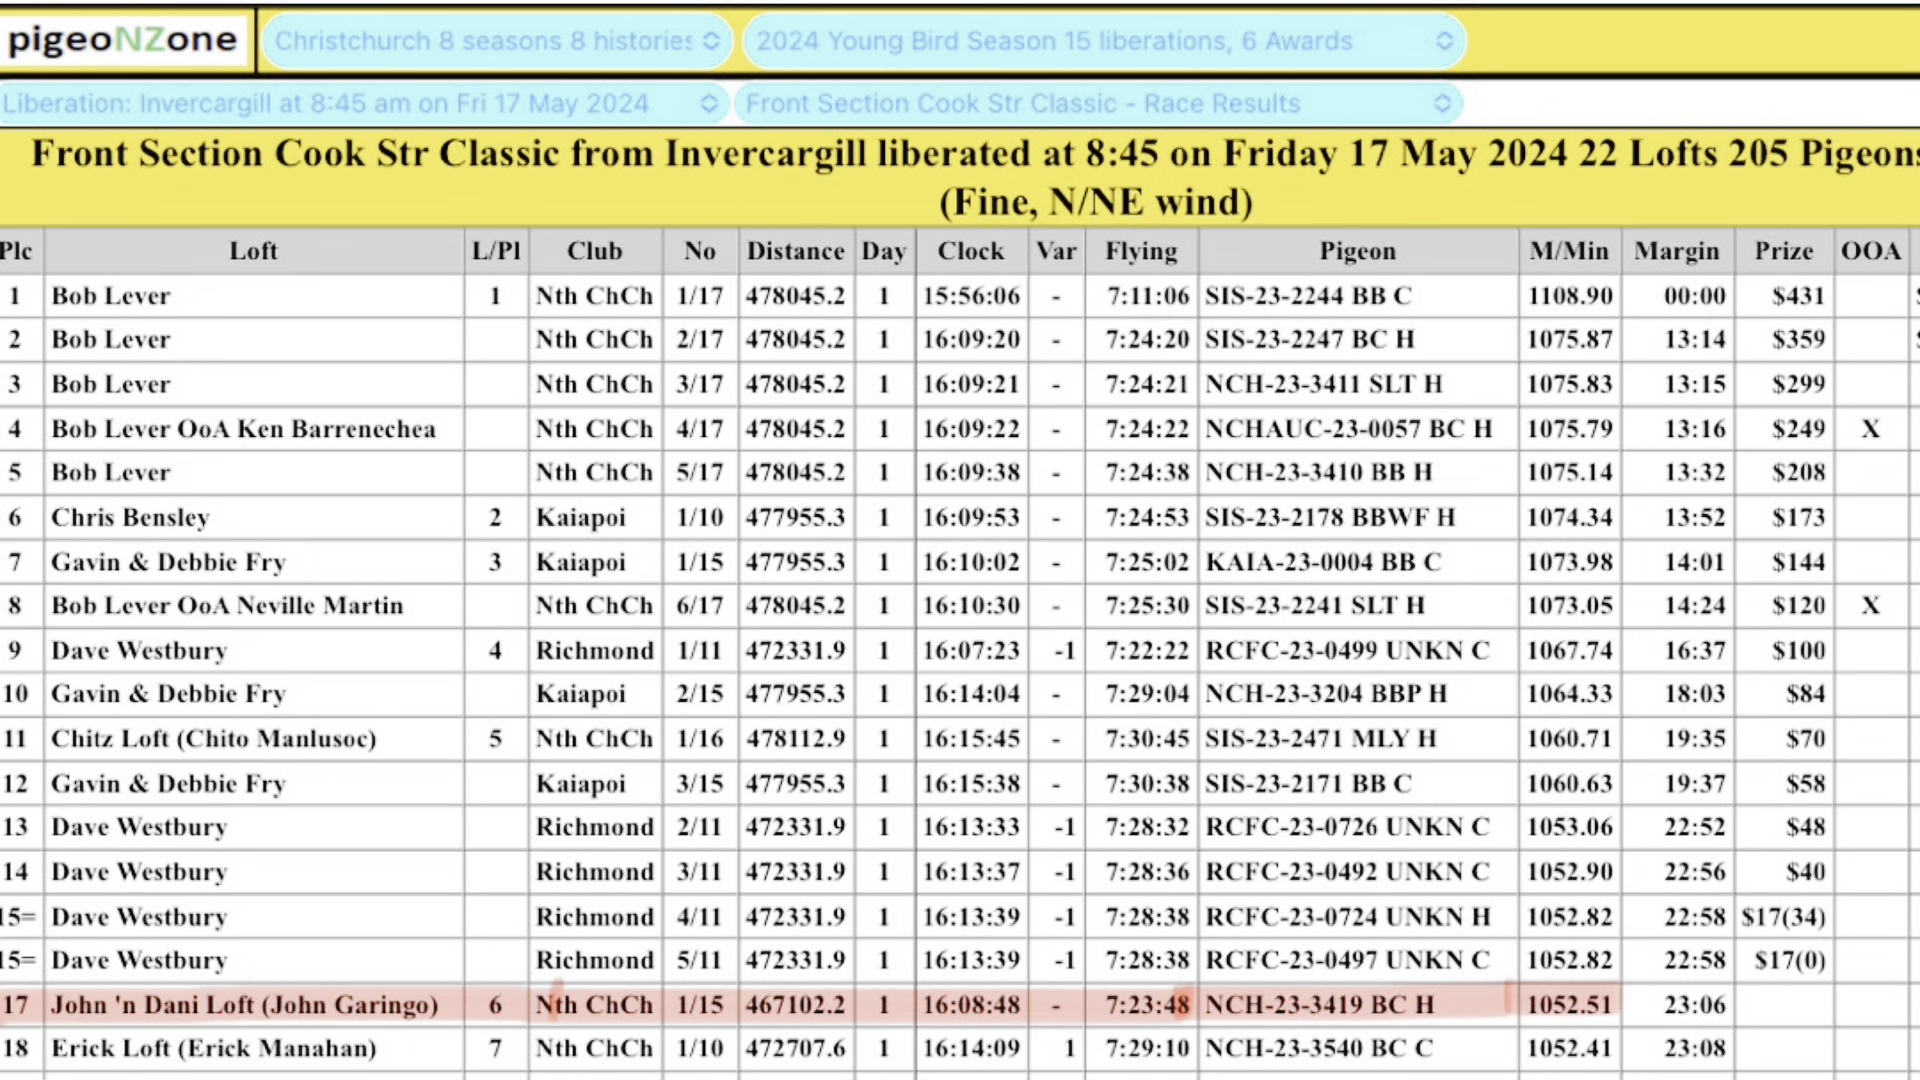 pigeoNZone Christchurch 8 seasons 8 histories 2024 Young Bird Season 15 liberations, 6 Awards
Liberation: Invercargill at 8:45 am on Fri 17 May 2024 Front Section Cook Str Classic - Race Results
Front Section Cook Str Classic from Invercargill liberated at 8:45 on Friday 17 May 2024 22 Lofts 205 Pigeons
(Fine, N/NE wind)
Plc Loft L/Pl Club No Distance Day Clock Var Flying Pigeon M/Min Margin Prize OOA
1 Bob Lever 1 Nth ChCh 1/17 478045.2 1 15:56:06 - 7:11:06 SIS-23-2244 BB C 1108.90 00:00 $431
2 Bob Lever Nth ChCh 2/17 478045.2 1 16:09:20 - 7:24:20 SIS-23-2247 BC H 1075.87 13:14 $359
3 Bob Lever Nth ChCh 3/17 478045.2 1 16:09:21 - 7:24:21 NCH-23-3411 SLT H 1075.83 13:15 $299
4 Bob Lever OoA Ken Barrenechea Nth ChCh 4/17 478045.2 1 16:09:22 - 7:24:22 NCHAUC-23-0057 BC H 1075.79 13:16 $249 X
5 Bob Lever Nth ChCh 5/17 478045.2 1 16:09:38 - 7:24:38 NCH-23-3410 BB H 1075.14 13:32 $208
6 Chris Bensley 2 Kaiapoi 1/10 477955.3 1 16:09:53 - 7:24:53 SIS-23-2178 BBWF H 1074.34 13:52 $173
7 Gavin & Debbie Fry 3 Kaiapoi 1/15 477955.3 1 16:10:02 - 7:25:02 KAIA-23-0004 BB C 1073.98 14:01 $144
8 Bob Lever OoA Neville Martin Nth ChCh 6/17 478045.2 1 16:10:30 - 7:25:30 SIS-23-2241 SLT H 1073.05 14:24 $120 X
9 Dave Westbury 4 Richmond 1/11 472331.9 1 16:07:23 -1 7:22:22 RCFC-23-0499 UNKN C 1067.74 16:37 $100
10 Gavin & Debbie Fry Kaiapoi 2/15 477955.3 1 16:14:04 - 7:29:04 NCH-23-3204 BBP H 1064.33 18:03 $84
11 Chitz Loft (Chito Manlusoc) 5 Nth ChCh 1/16 478112.9 1 16:15:45 - 7:30:45 SIS-23-2471 MLY H 1060.71 19:35 $70
12 Gavin & Debbie Fry Kaiapoi 3/15 477955.3 1 16:15:38 - 7:30:38 SIS-23-2171 BB C 1060.63 19:37 $58
13 Dave Westbury Richmond 2/11 472331.9 1 16:13:33 -1 7:28:32 RCFC-23-0726 UNKN C 1053.06 22:52 $48
14 Dave Westbury Richmond 3/11 472331.9 1 16:13:37 -1 7:28:36 RCFC-23-0492 UNKN C 1052.90 22:56 $40
15= Dave Westbury Richmond 4/11 472331.9 1 16:13:39 -1 7:28:38 RCFC-23-0724 UNKN H 1052.82 22:58 $17(34)
15= Dave Westbury Richmond 5/11 472331.9 1 16:13:39 -1 7:28:38 RCFC-23-0497 UNKN C 1052.82 22:58 $17(0)
17 John 'n Dani Loft (John Garingo) 6 Nth ChCh 1/15 467102.2 1 16:08:48 - 7:23:48 NCH-23-3419 BC H 1052.51 23:06
18 Erick Loft (Erick Manahan) 7 Nth ChCh 1/10 472707.6 1 16:14:09 1 7:29:10 NCH-23-3540 BC C 1052.41 23:08